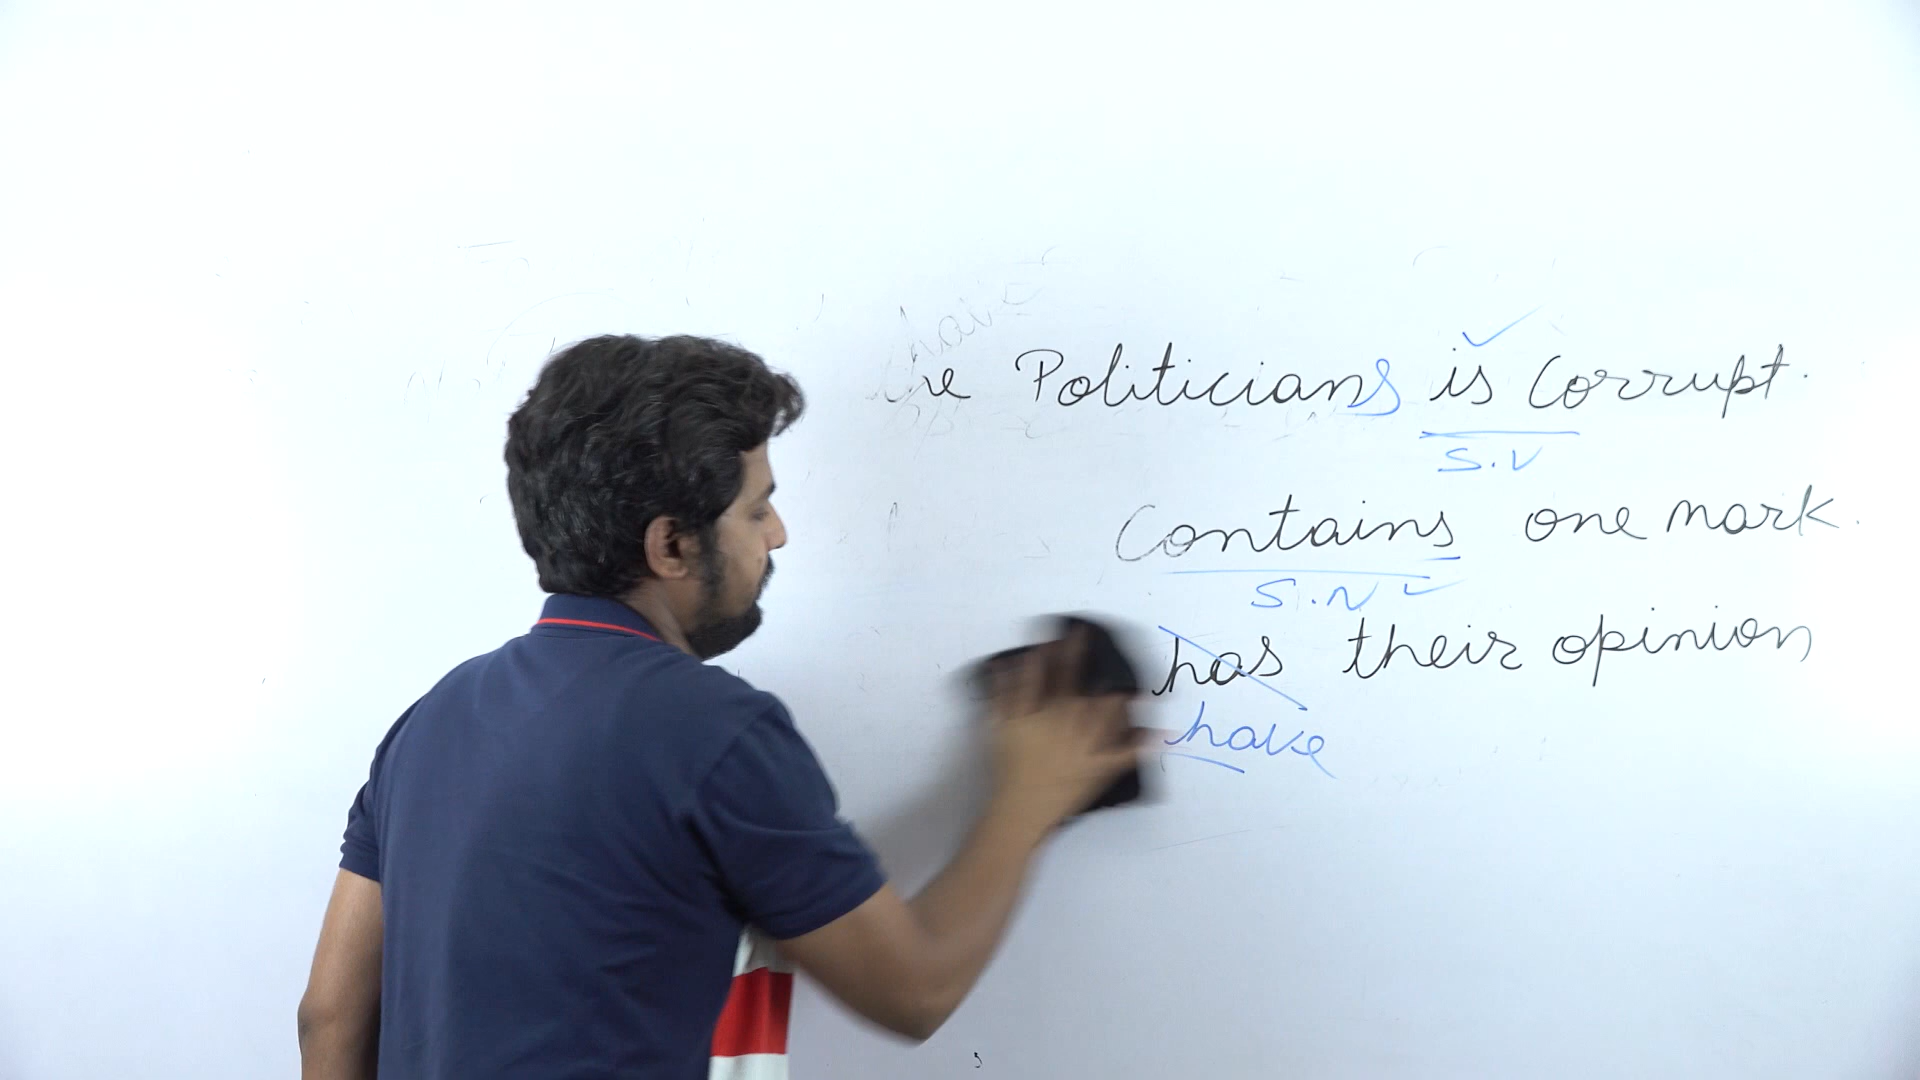 Politicians is Corrupt.
S.V
Contains one mark.
S.N
has their opinion
have